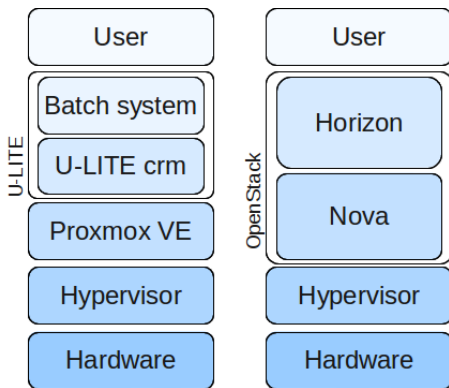 User
U-LITE
Batch system
U-LITE crm
Proxmox VE
Hypervisor
Hardware
User
OpenStack
Horizon
Nova
Hypervisor
Hardware